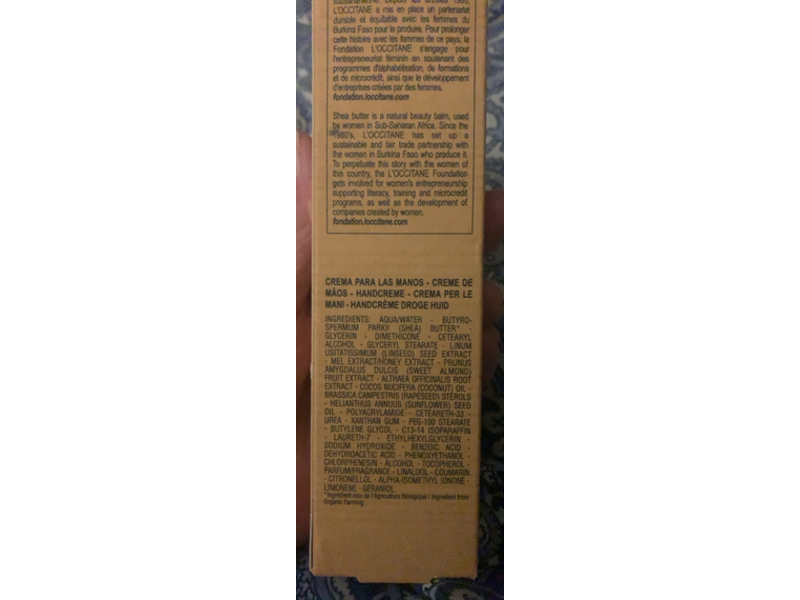 subsaharienne. Depuis les années 1980,
L'OCCITANE a mis en place un partenariat
durable et équitable avec les femmes du
Burkina Faso pour la produire. Pour prolonger
cette histoire avec les femmes de ce pays, la
Fondation L'OCCITANE s'engage pour
l'entrepreneuriat féminin en soutenant des
programmes d'alphabétisation, de formations
et de microcrédit, ainsi que le développement
d'entreprises créées par des femmes.
fondation.loccitane.com
Shea butter is a natural beauty balm, used
by women in Sub-Saharan Africa. Since the
1980's, L'OCCITANE has set up a
sustainable and fair trade partnership with
the women in Burkina Faso who produce it.
To perpetuate this story with the women of
this country, the L'OCCITANE Foundation
gets involved for women's entrepreneurship
supporting literacy, training and microcredit
programs, as well as the development of
companies created by women.
fondation.loccitane.com
CREMA PARA LAS MANOS - CREME DE
MÃOS - HANDCREME - CREMA PER LE
MANI - HANDCRÈME DROGE HUID
INGREDIENTS: AQUA/WATER - BUTYRO-
SPERMUM PARKII (SHEA) BUTTER* -
GLYCERIN - DIMETHICONE - CETEARYL
ALCOHOL - GLYCERYL STEARATE - LINUM
USITATISSIMUM (LINSEED) SEED EXTRACT
- MEL EXTRACT/HONEY EXTRACT - PRUNUS
AMYGDALUS DULCIS (SWEET ALMOND)
FRUIT EXTRACT - ALTHAEA OFFICINALIS ROOT
EXTRACT - COCOS NUCIFERA (COCONUT) OIL -
BRASSICA CAMPESTRIS (RAPESEED) STEROLS
- HELIANTHUS ANNUUS (SUNFLOWER) SEED
OIL - POLYACRYLAMIDE - CETEARETH-33 -
UREA - XANTHAN GUM - PEG-100 STEARATE
- BUTYLENE GLYCOL - C13-14 ISOPARAFFIN
- LAURETH-7 - ETHYLHEXYLGLYCERIN -
SODIUM HYDROXIDE - BENZOIC ACID -
DEHYDROACETIC ACID - PHENOXYETHANOL -
CHLORPHENESIN - ALCOHOL - TOCOPHEROL -
PARFUM/FRAGRANCE - LINALOOL - COUMARIN
- CITRONELLOL - ALPHA-ISOMETHYL IONONE -
LIMONENE - GERANIOL.
*Ingrédient issu de l'Agriculture Biologique / Ingredient from
Organic Farming.